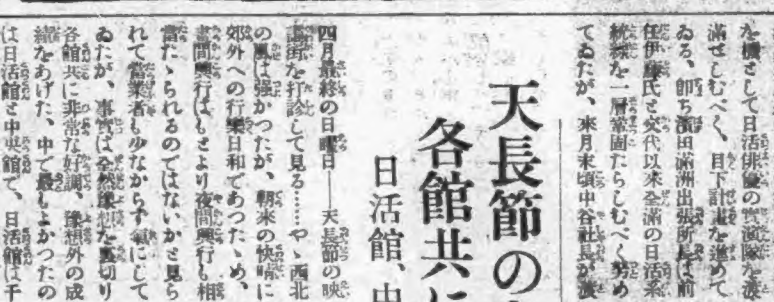 を機として日活俳優の實演隊を渡
滿せしむべく、目下計畫を進めて
ゐる、卽ち濱田滿洲出張所長は前
任伊藤氏と交代以來全滿の日活系
統線を一層鞏固たらしむべく努め
てゐたが、來月末頃中谷社長が渡
天長節の
各館共に
日活館、中
四月最終の日曜日――天長節の映
畫街を打診して見る……やゝ西北
の風は強かつたが、朝來の快晴に
郊外への行樂日和であつたゝめ、
晝間興行はもとより夜間興行も相
當たゝられるのではないかと見ら
れて當業者も少なからず氣にして
ゐたが、事實は全然豫想を裏切り
各館共に非常な好調、豫想外の成
績をあげた、中で最もよかつたの
は日活館と中央館で、日活館は千